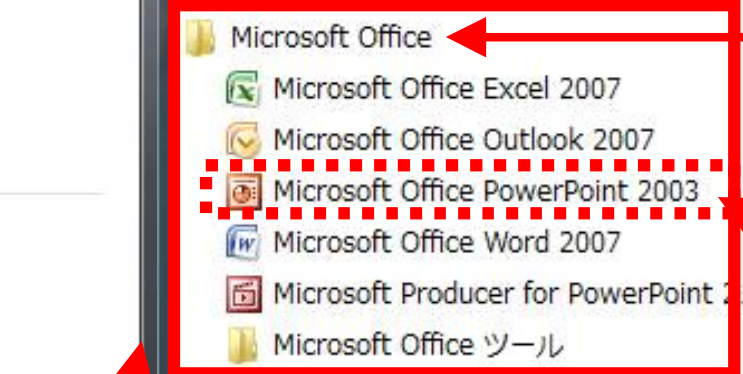 Microsoft Office
Microsoft Office Excel 2007
Microsoft Office Outlook 2007
Microsoft Office PowerPoint 2003
Microsoft Office Word 2007
Microsoft Producer for PowerPoint
Microsoft Office ツール